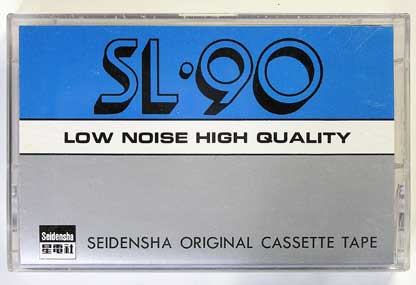 SL·90
LOW NOISE HIGH QUALITY
Seidensha
星電社
SEIDENSHA ORIGINAL CASSETTE TAPE